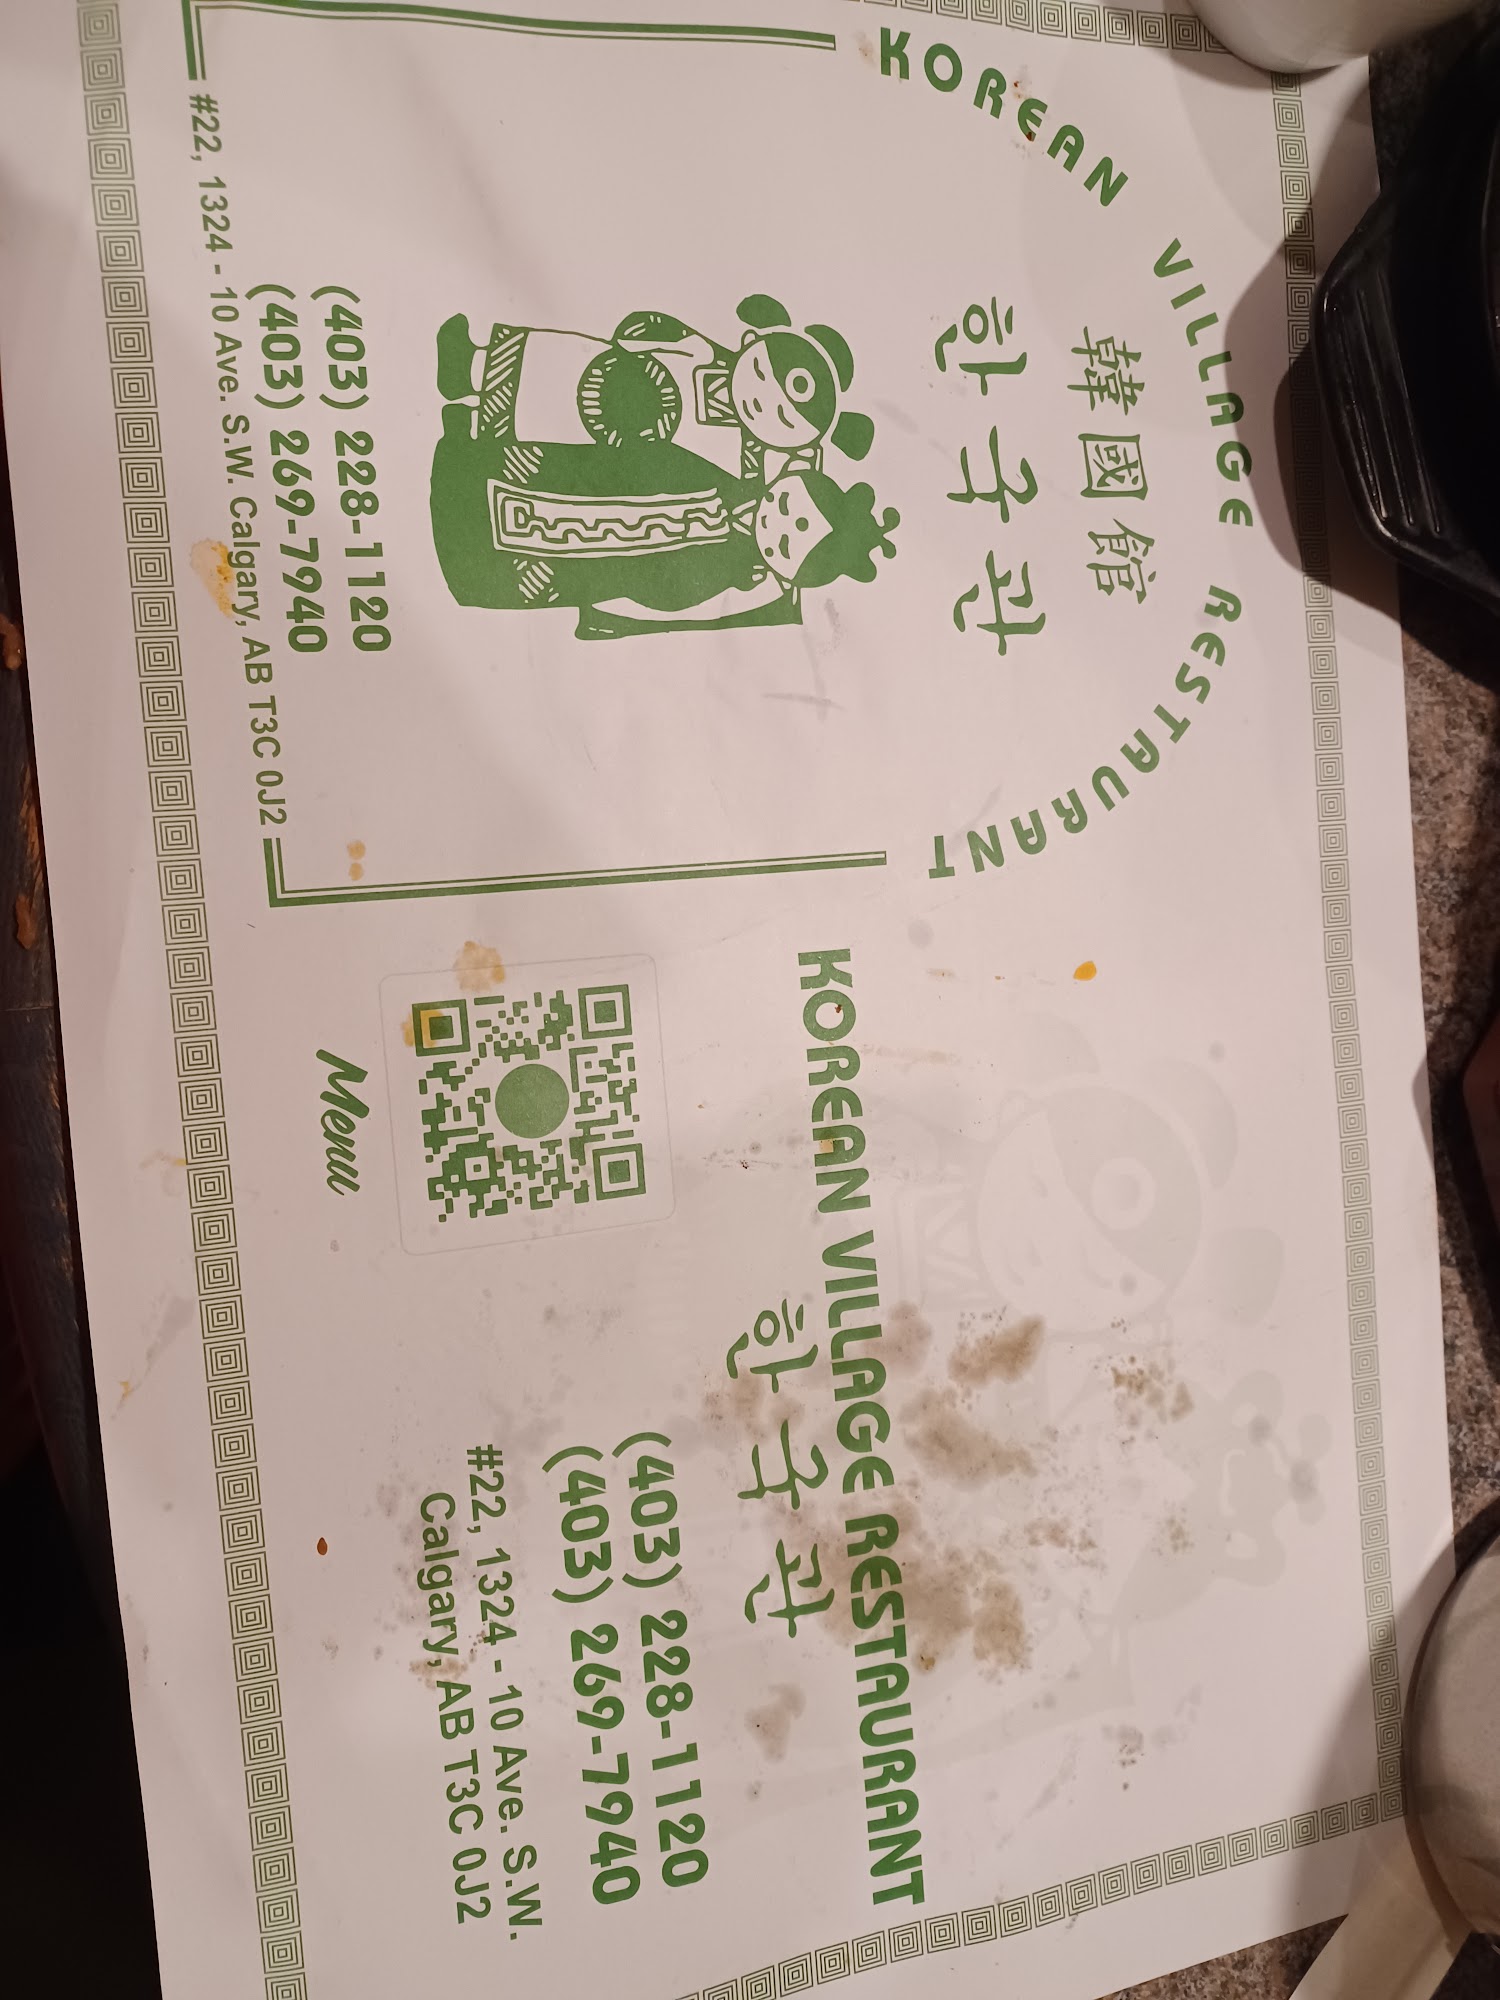 KOREAN VILLAGE RESTAURANT
韓國館
한국관
(403) 228-1120
(403) 269-7940
#22, 1324 - 10 Ave. S.W. Calgary, AB T3C 0J2
KOREAN VILLAGE RESTAURANT
한국관
Menu
(403) 228-1120
(403) 269-7940
#22, 1324 - 10 Ave. S.W.
Calgary, AB T3C 0J2